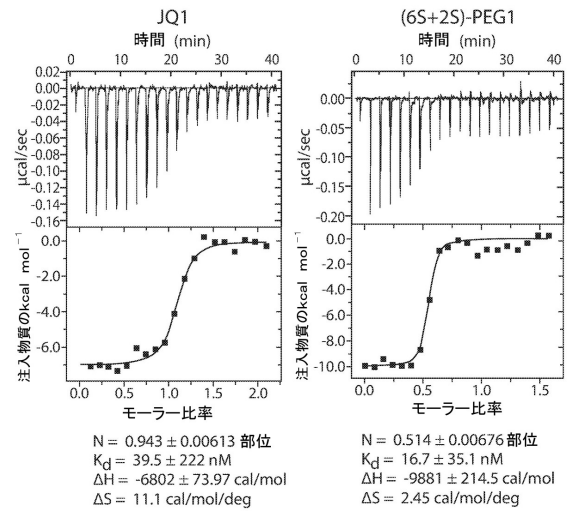 JQ1
時間 (min)
0 10 20 30 40
0.02
0.00
-0.02
-0.04
-0.06
-0.08
-0.10
-0.12
-0.14
-0.16
µcal/sec
0.0
-2.0
-4.0
-6.0
注入物質のkcal mol⁻¹
0.0 0.5 1.0 1.5 2.0
モーラー比率
N = 0.943 ± 0.00613 部位
Kd = 39.5 ± 222 nM
ΔH = -6802 ± 73.97 cal/mol
ΔS = 11.1 cal/mol/deg
(6S+2S)-PEG1
時間 (min)
0 10 20 30 40
0.00
-0.05
-0.10
-0.15
-0.20
µcal/sec
0.0
-2.0
-4.0
-6.0
-8.0
-10.0
注入物質のkcal mol⁻¹
0.0 0.5 1.0 1.5
モーラー比率
N = 0.514 ± 0.00676 部位
Kd = 16.7 ± 35.1 nM
ΔH = -9881 ± 214.5 cal/mol
ΔS = 2.45 cal/mol/deg